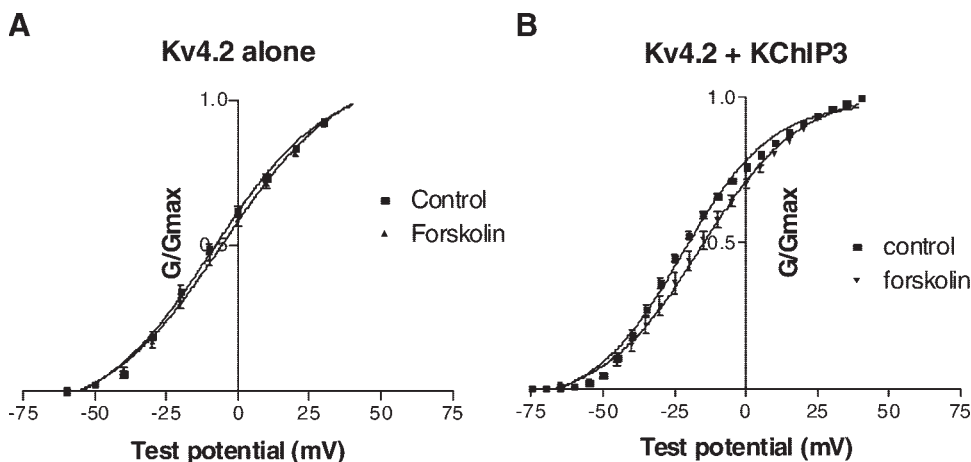 A
Kv4.2 alone
1.0
G/Gmax
0.5
Control
Forskolin
-75 -50 -25 0 25 50 75
Test potential (mV)
B
Kv4.2 + KChIP3
1.0
0.5
G/Gmax
control
forskolin
-75 -50 -25 0 25 50 75
Test potential (mV)